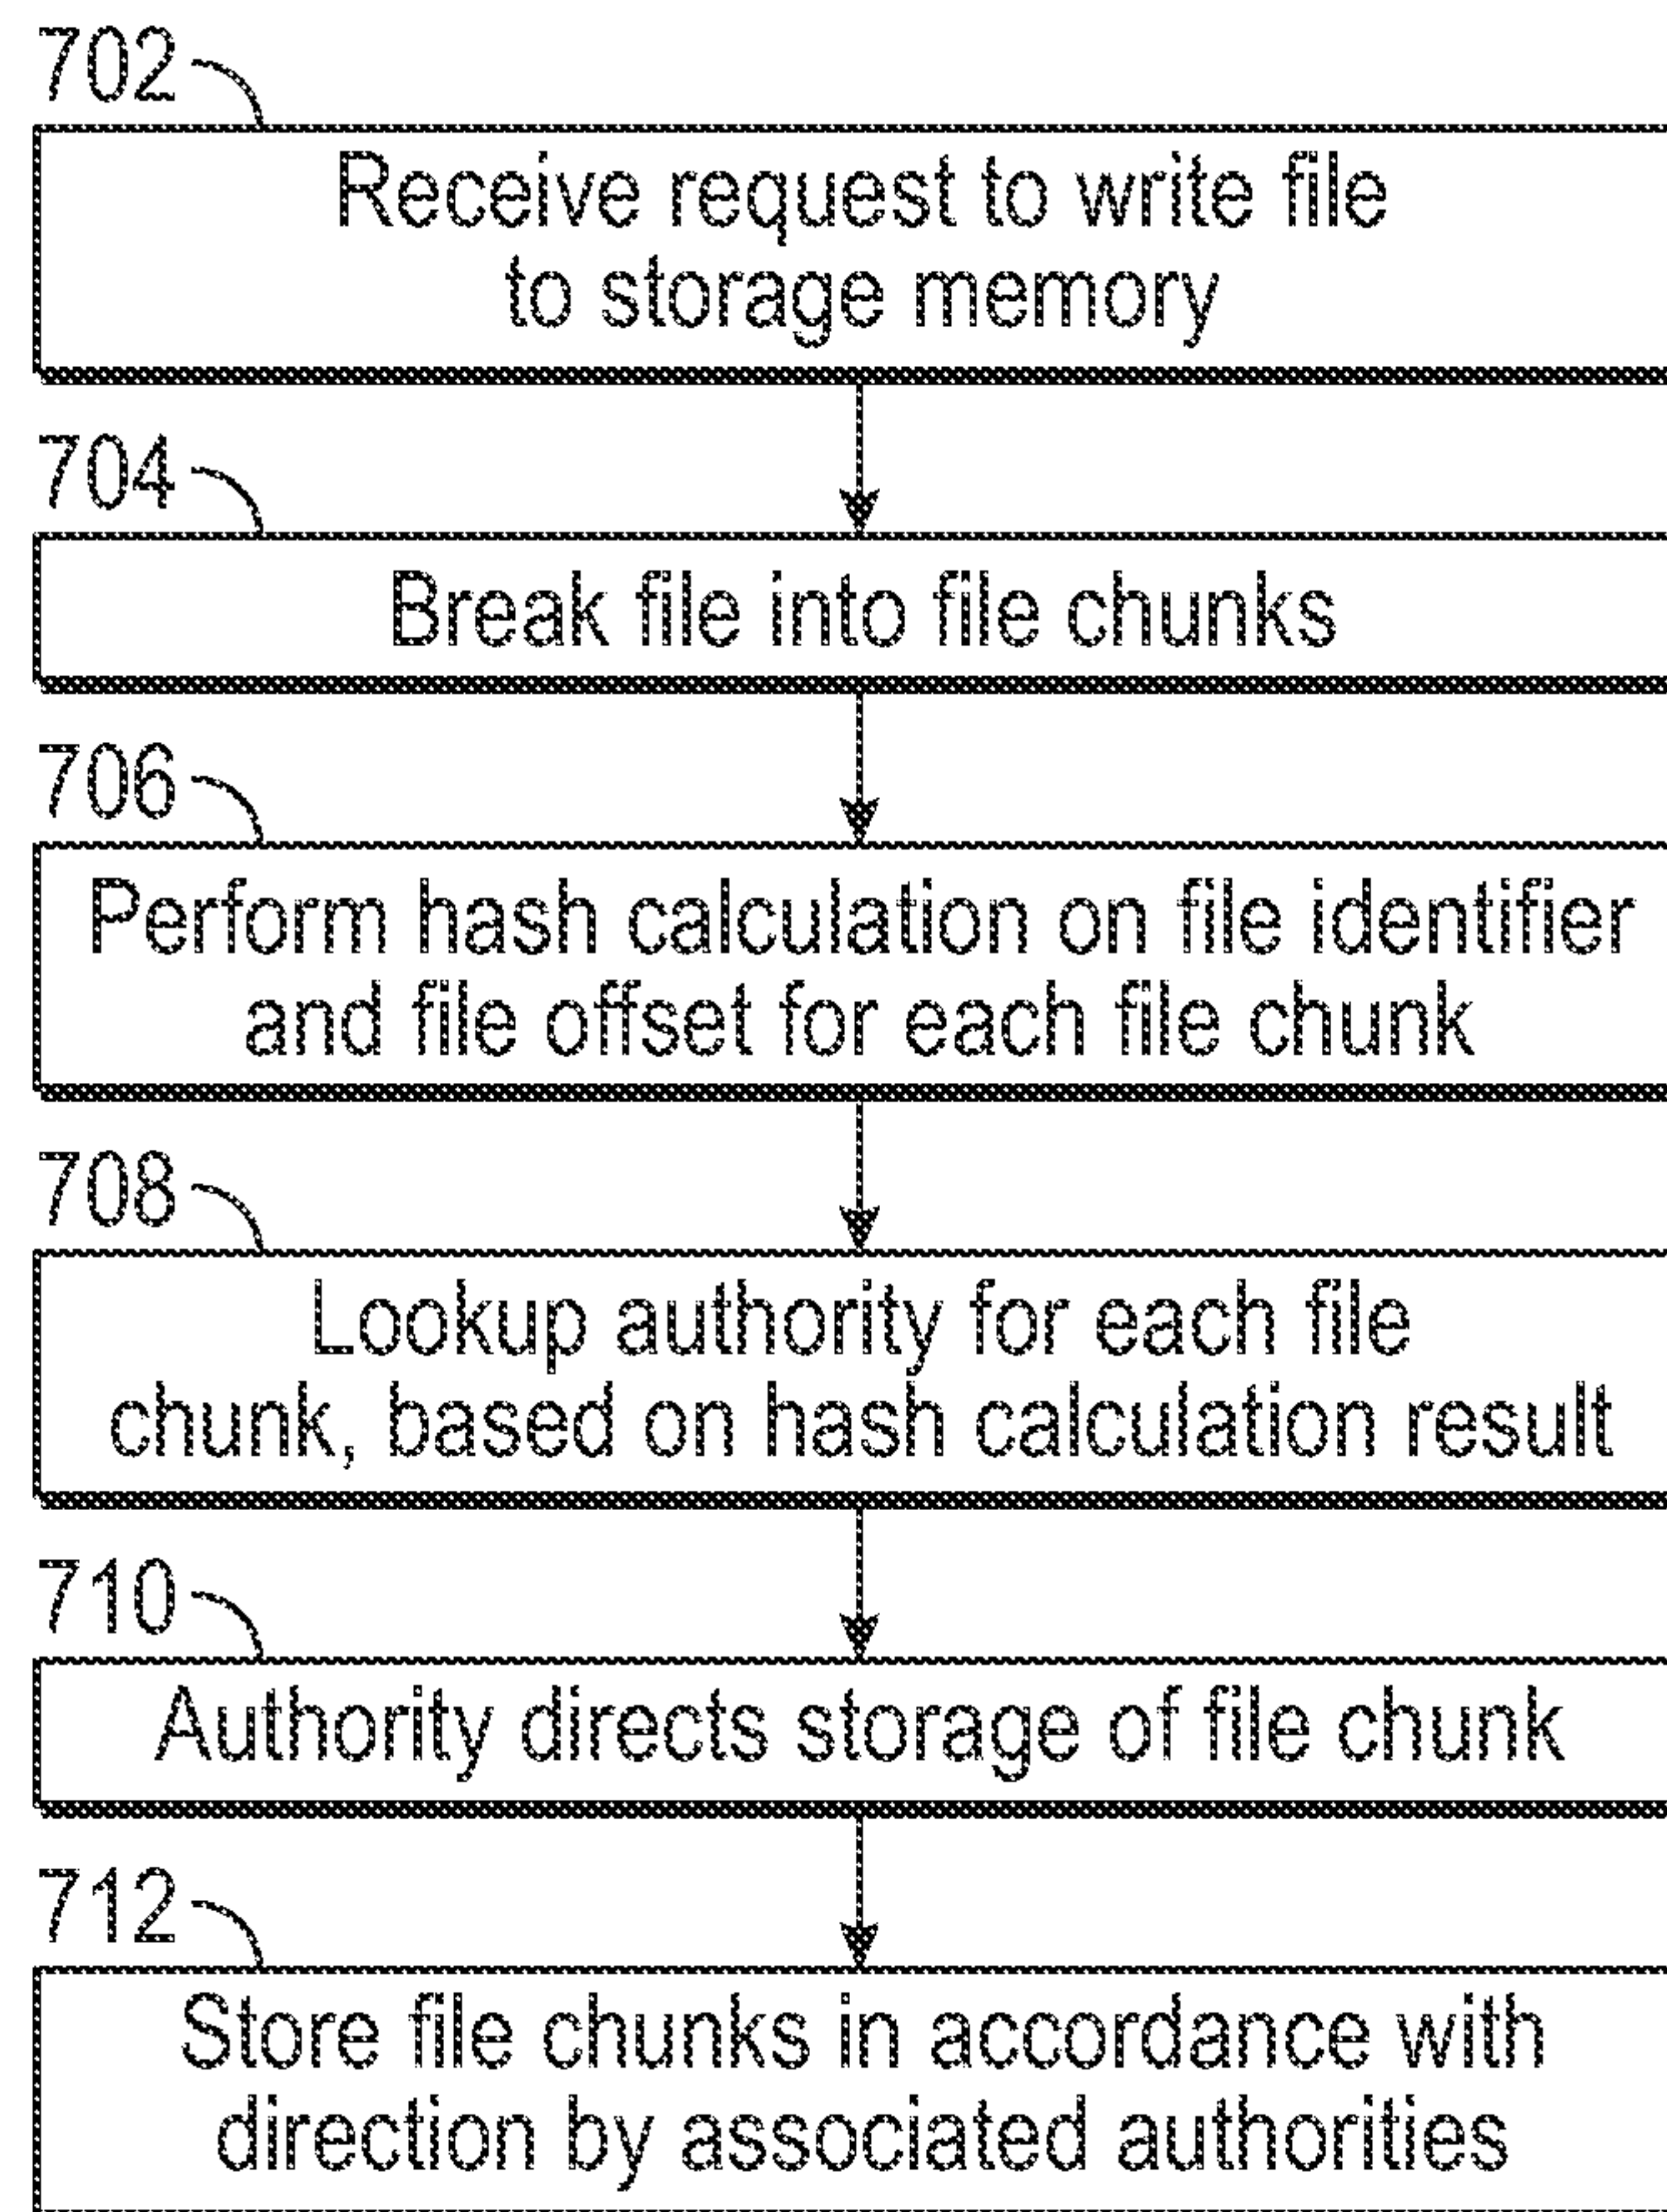 702
Receive request to write file
to storage memory
704
Break file into file chunks
706
Perform hash calculation on file identifier
and file offset for each file chunk
708
Lookup authority for each file
chunk, based on hash calculation result
710
Authority directs storage of file chunk
712
Store file chunks in accordance with
direction by associated authorities